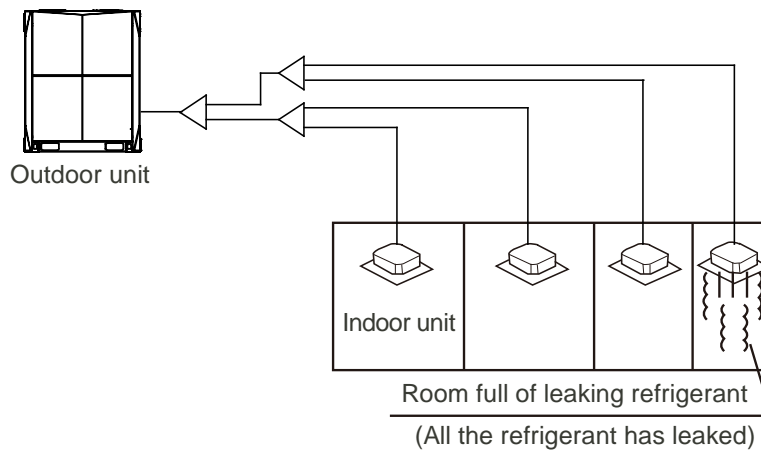 Outdoor unit
Indoor unit
Room full of leaking refrigerant
(All the refrigerant has leaked)